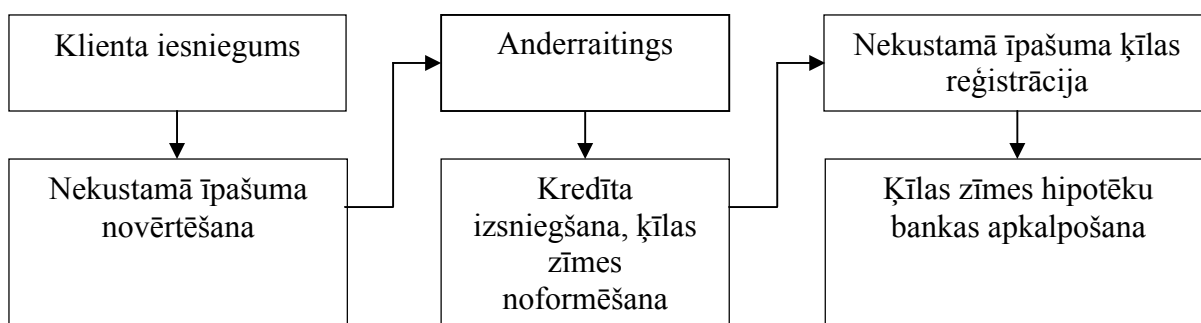 Klienta iesniegums
Nekustamā īpašuma
novērtēšana
Anderraitings
Kredīta
izsniegšana, ķīlas
zīmes
noformēšana
Nekustamā īpašuma ķīlas
reģistrācija
Ķīlas zīmes hipotēku
bankas apkalpošana